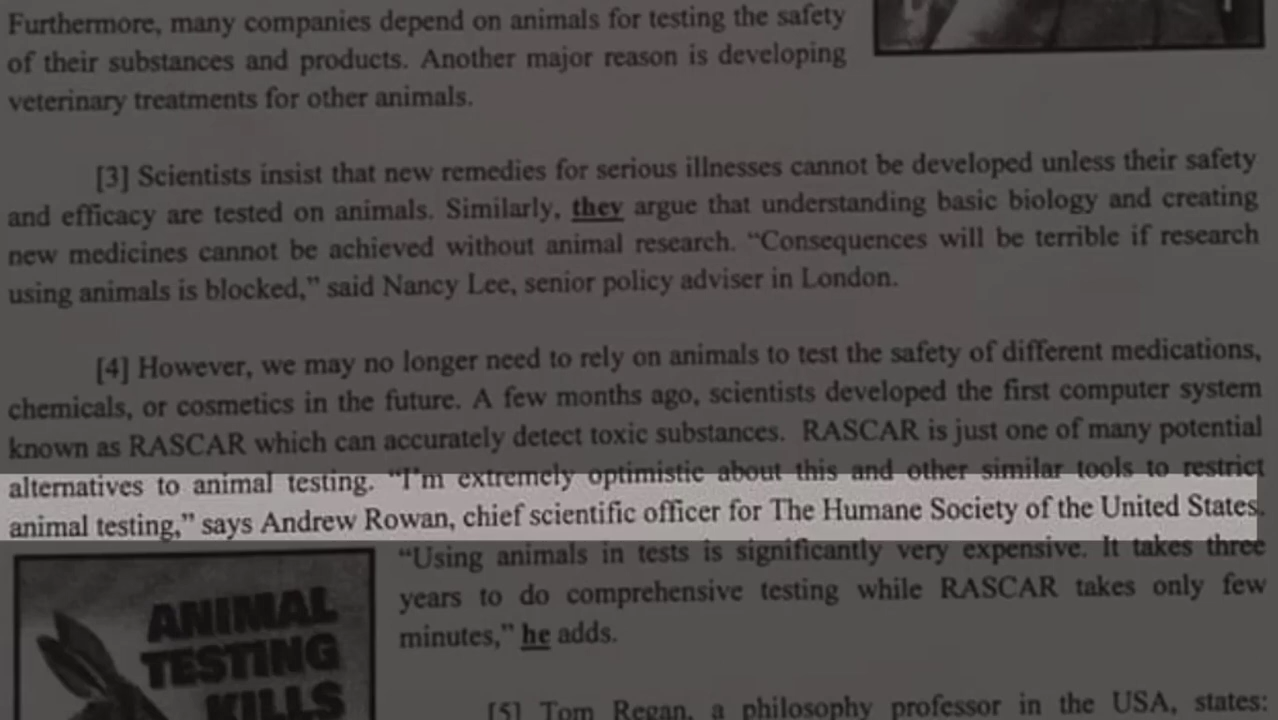 Furthermore, many companies depend on animals for testing the safety
of their substances and products. Another major reason is developing
veterinary treatments for other animals.
[3] Scientists insist that new remedies for serious illnesses cannot be developed unless their safety
and efficacy are tested on animals. Similarly, they argue that understanding basic biology and creating
new medicines cannot be achieved without animal research. “Consequences will be terrible if research
using animals is blocked,” said Nancy Lee, senior policy adviser in London.
[4] However, we may no longer need to rely on animals to test the safety of different medications,
chemicals, or cosmetics in the future. A few months ago, scientists developed the first computer system
known as RASCAR which can accurately detect toxic substances. RASCAR is just one of many potential
alternatives to animal testing. “I’m extremely optimistic about this and other similar tools to restrict
animal testing,” says Andrew Rowan, chief scientific officer for The Humane Society of the United States.
“Using animals in tests is significantly very expensive. It takes three
years to do comprehensive testing while RASCAR takes only few
minutes,” he adds.
ANIMAL
TESTING
KILLS
[5] Tom Regan, a philosophy professor in the USA, states: